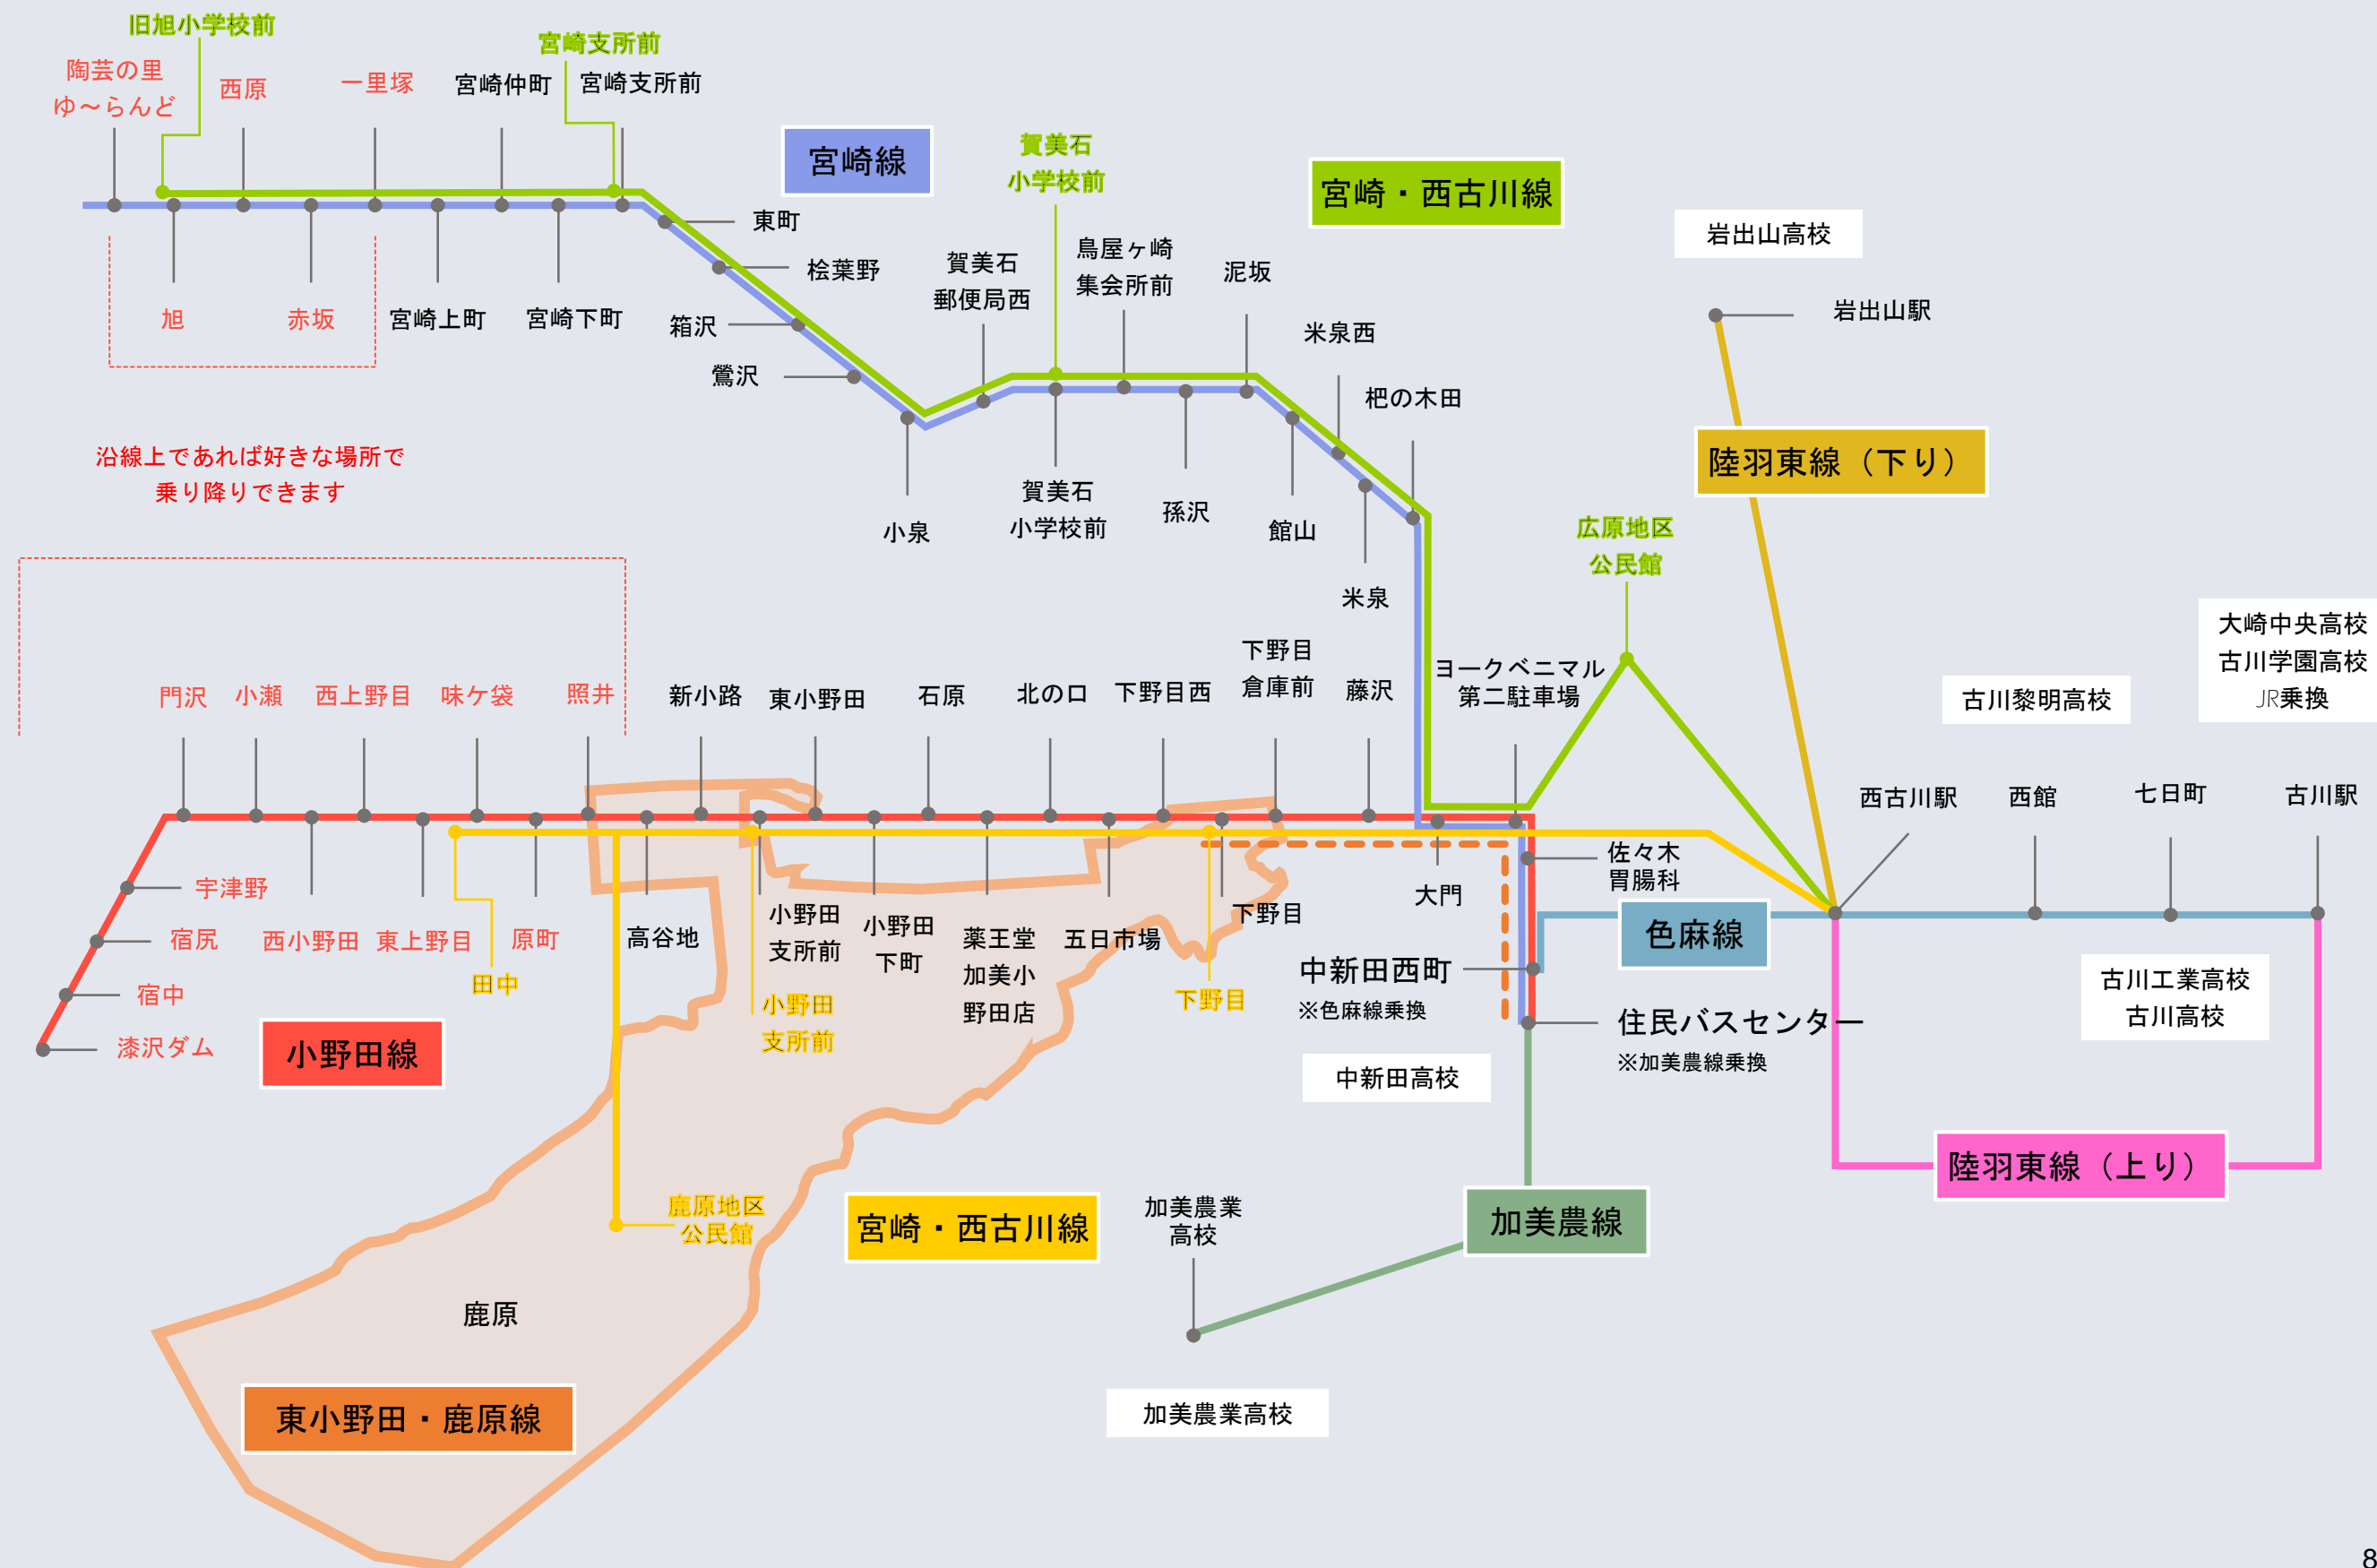 旧旭小学校前
陶芸の里
ゆ～らんど
西原
一里塚
宮崎仲町
宮崎支所前
宮崎支所前
宮崎線
賀美石
小学校前
宮崎・西古川線
旭
赤坂
宮崎上町
宮崎下町
東町
桧葉野
箱沢
鶯沢
小泉
賀美石
郵便局西
賀美石
小学校前
鳥屋ヶ崎
集会所前
孫沢
泥坂
館山
米泉西
米泉
杷の木田
岩出山高校
岩出山駅
陸羽東線（下り）
沿線上であれば好きな場所で
乗り降りできます
広原地区
公民館
門沢
小瀬
西上野目
味ケ袋
照井
新小路
東小野田
石原
北の口
下野目西
下野目
倉庫前
藤沢
ヨークベニマル
第二駐車場
大崎中央高校
古川学園高校
JR乗換
古川黎明高校
西古川駅
西館
七日町
古川駅
宇津野
宿尻
宿中
漆沢ダム
西小野田
東上野目
原町
田中
高谷地
小野田
支所前
小野田
支所前
小野田
下町
薬王堂
加美小
野田店
五日市場
下野目
下野目
大門
佐々木
胃腸科
色麻線
中新田西町
※色麻線乗換
住民バスセンター
※加美農線乗換
中新田高校
古川工業高校
古川高校
小野田線
陸羽東線（上り）
鹿原地区
公民館
宮崎・西古川線
加美農業
高校
加美農線
鹿原
東小野田・鹿原線
加美農業高校
8